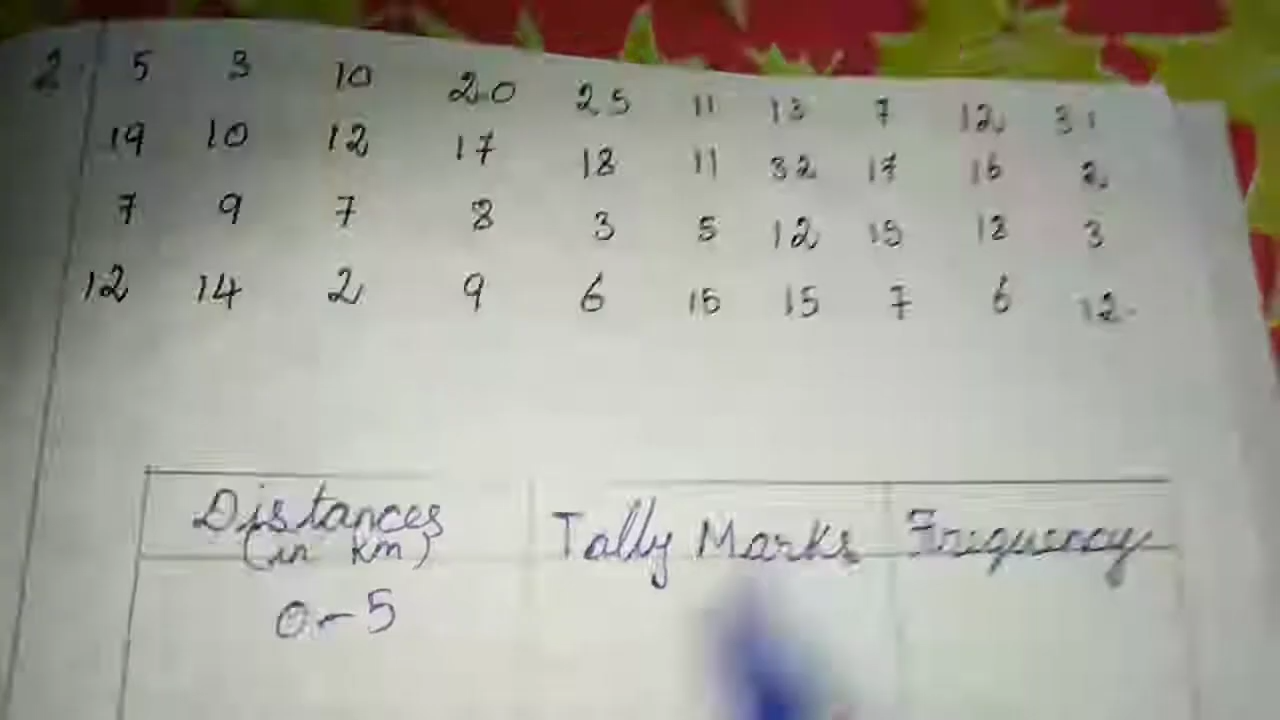 2. 5 3 10 20 25 11 13 7 12 31
19 10 12 17 18 11 32 17 16 2
7 9 7 8 3 5 12 15 18 3
12 14 2 9 6 15 15 7 6 12
Distances Tally Marks Frequency
(in km)
0-5